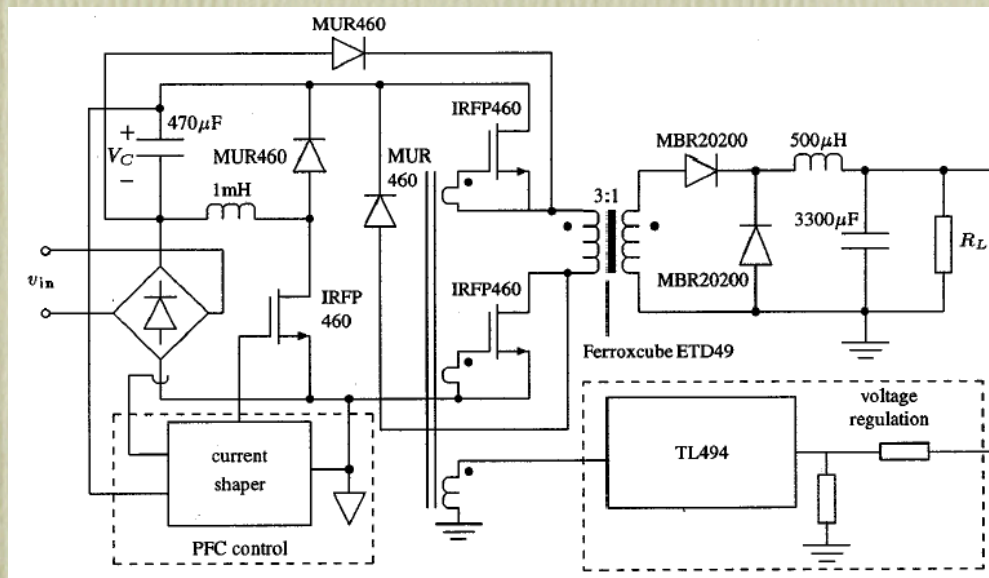 MUR460
IRFP460
470μF
+
V_C
−
MUR460
MUR
460
1mH
3:1
MBR20200
500μH
3300μF
R_L
MBR20200
v_in
IRFP
460
IRFP460
Ferroxcube ETD49
voltage
regulation
current
shaper
TL494
PFC control